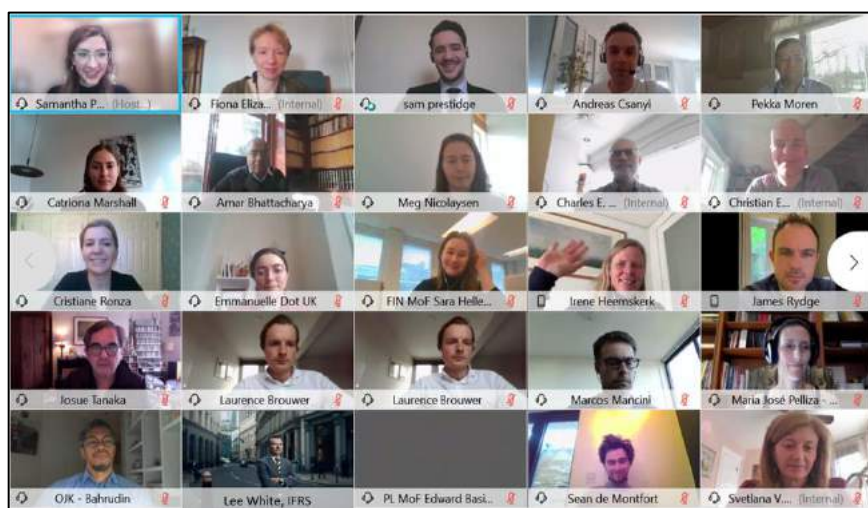 Samantha P... (Host...)
Fiona Eliza... (Internal)
sam prestidge
Andreas Csanyi
Pekka Moren
Catriona Marshall
Amar Bhattacharya
Meg Nicolaysen
Charles E. ... (Internal)
Christian E... (Internal)
Cristiane Ronza
Emmanuelle Dot UK
FIN MoF Sara Helle...
Irene Heemskerk
James Rydge
Josue Tanaka
Laurence Brouwer
Laurence Brouwer
Marcos Mancini
Maria José Pelliza - ...
OJK - Bahrudin
Lee White, IFRS
PL MoF Edward Basi...
Sean de Montfort
Svetlana V.... (Internal)